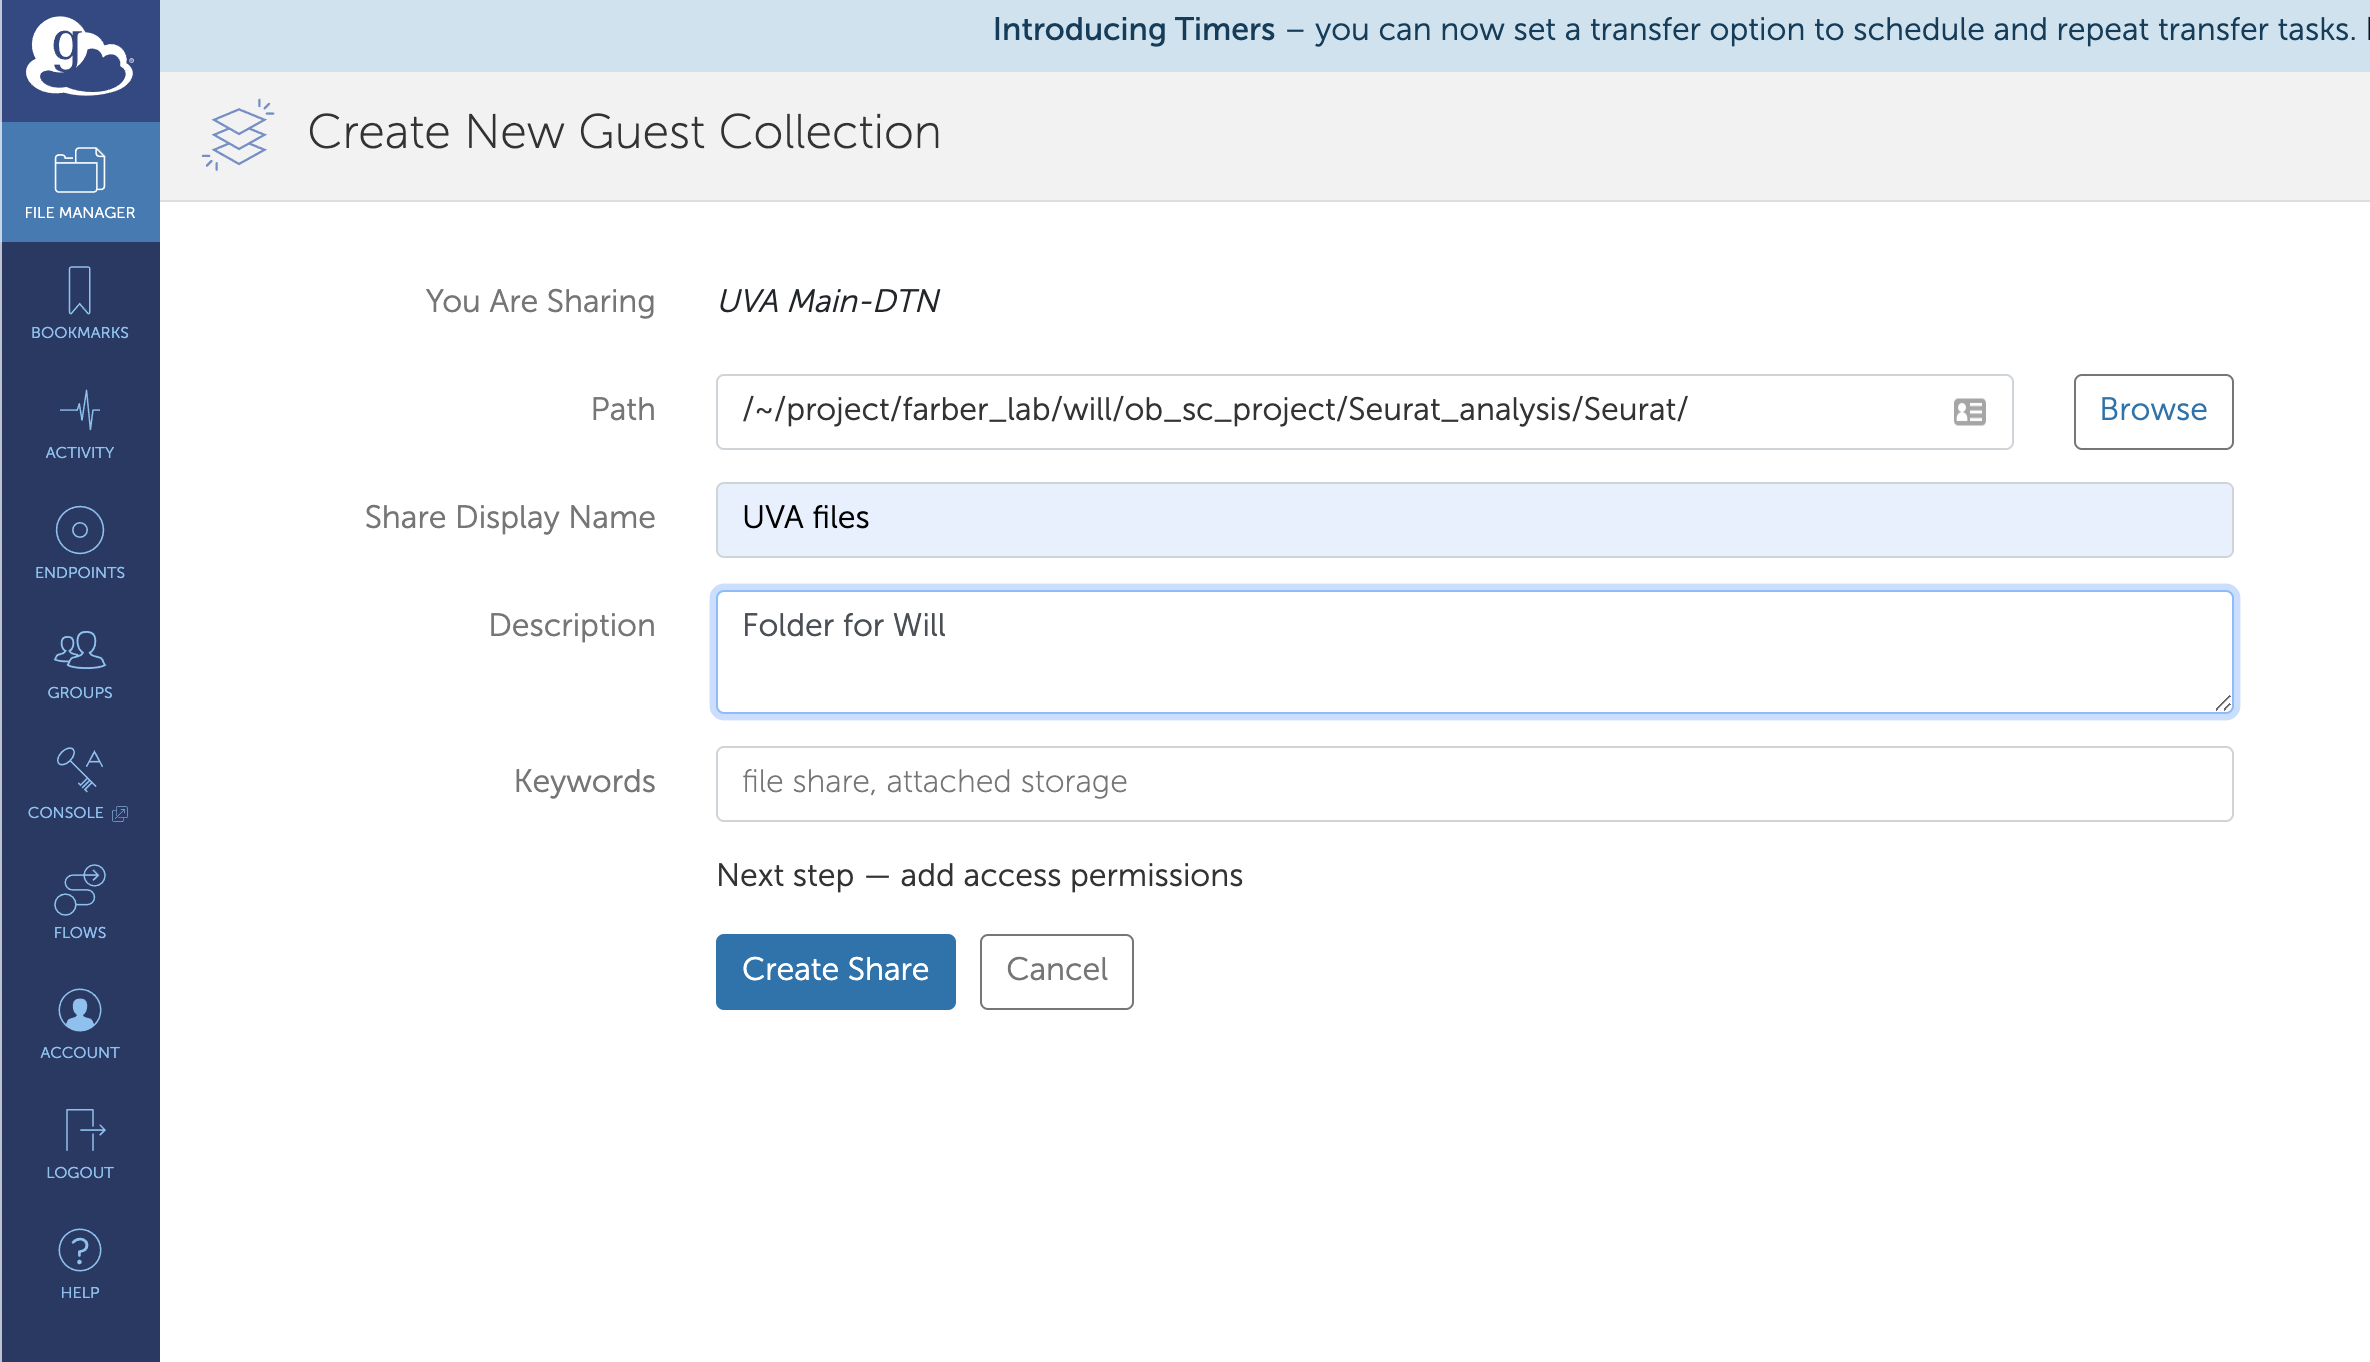 g
Introducing Timers – you can now set a transfer option to schedule and repeat transfer tasks.
Create New Guest Collection
FILE MANAGER
BOOKMARKS
ACTIVITY
ENDPOINTS
GROUPS
CONSOLE
FLOWS
ACCOUNT
LOGOUT
HELP
You Are Sharing UVA Main-DTN
Path /~/project/farber_lab/will/ob_sc_project/Seurat_analysis/Seurat/ Browse
Share Display Name UVA files
Description Folder for Will
Keywords file share, attached storage
Next step — add access permissions
Create Share Cancel